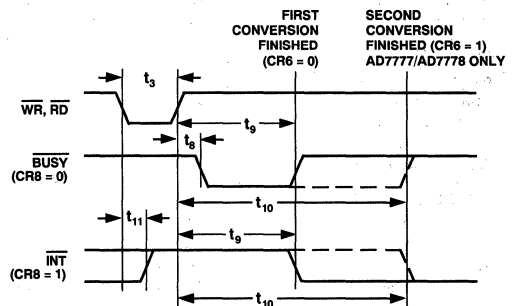 FIRST
CONVERSION
FINISHED
(CR6 = 0)
SECOND
CONVERSION
FINISHED (CR6 = 1)
AD7777/AD7778 ONLY
t3
WR, RD
t9
t8
BUSY
(CR8 = 0)
t10
t11
t9
INT
(CR8 = 1)
t10